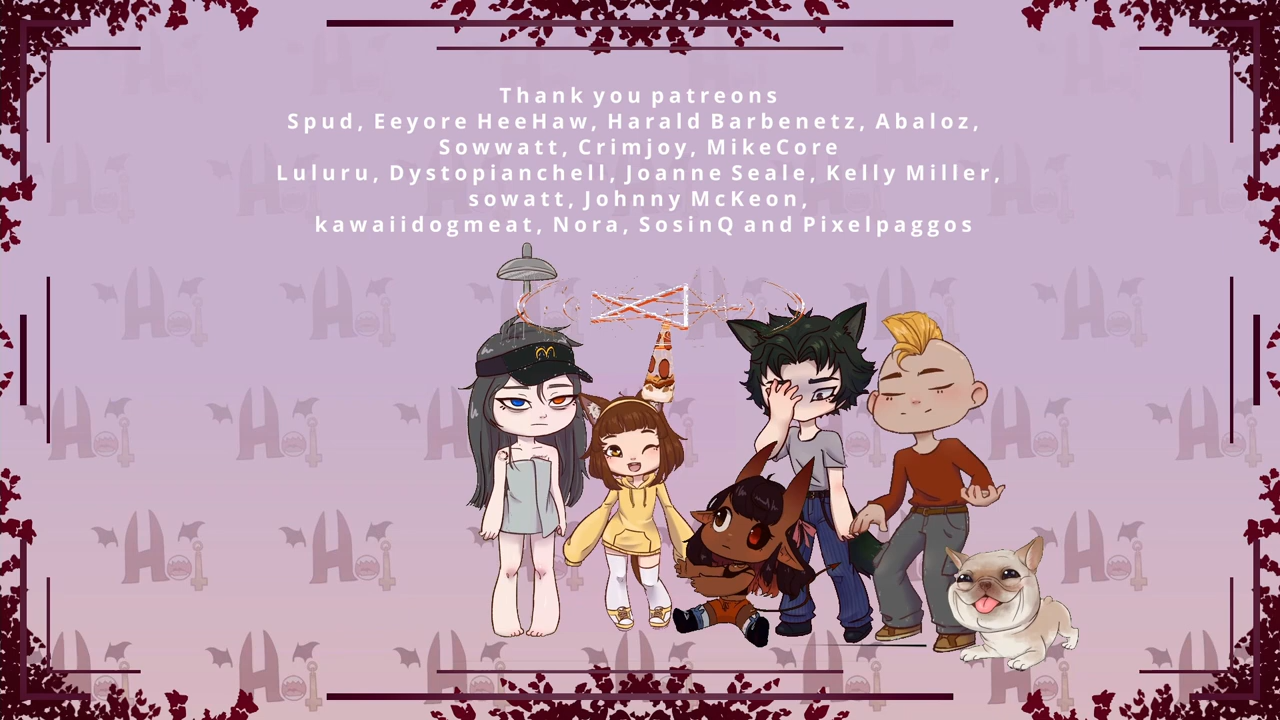 Thank you patreons
Spud, Eeyore HeeHaw, Harald Barbenetz, Abaloz,
Sowwatt, Crimjoy, MikeCore
Luluru, Dystopianchell, Joanne Seale, Kelly Miller,
sowatt, Johnny McKeon,
kawaiidogmeat, Nora, SosinQ and Pixelpaggos